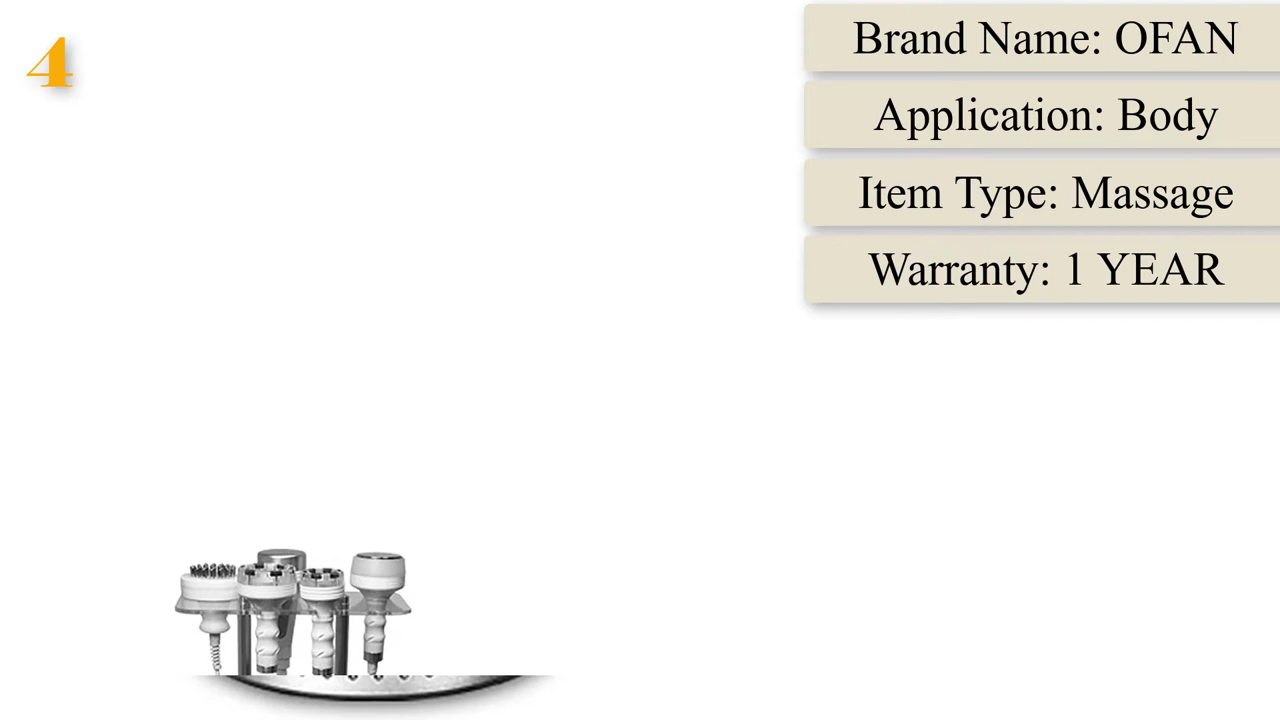 4
Brand Name: OFAN
Application: Body
Item Type: Massage
Warranty: 1 YEAR